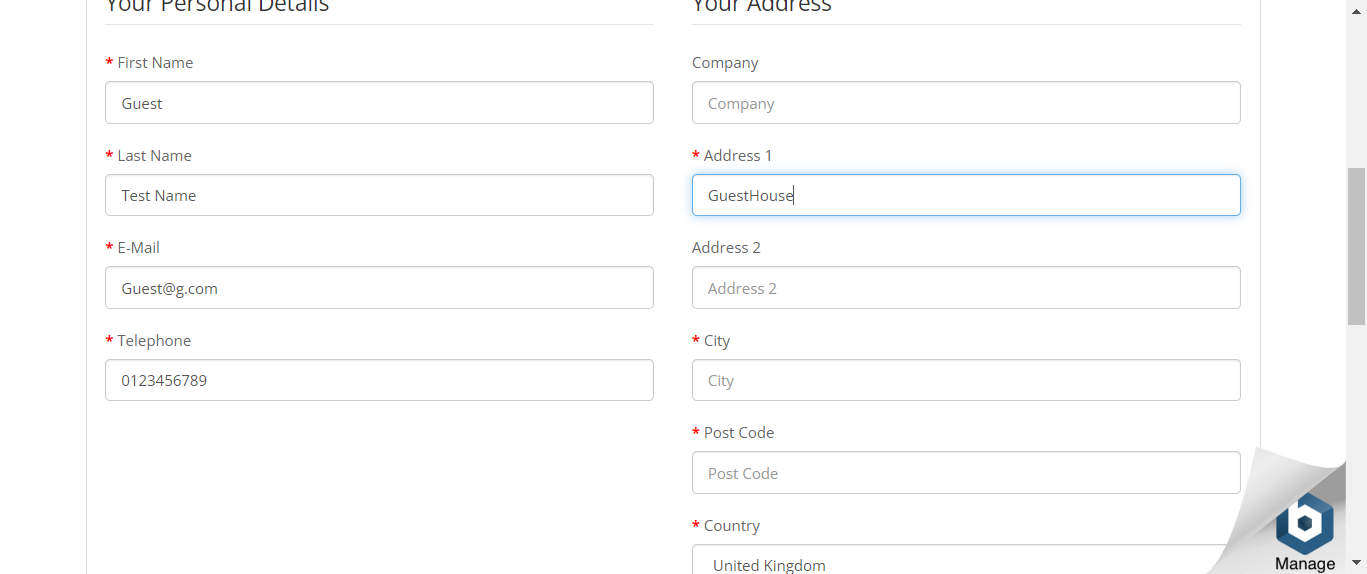 Your Personal Details
* First Name
Guest
* Last Name
Test Name
* E-Mail
Guest@g.com
* Telephone
0123456789
Your Address
Company
Company
* Address 1
GuestHouse
Address 2
Address 2
* City
City
* Post Code
Post Code
* Country
United Kingdom
Manage